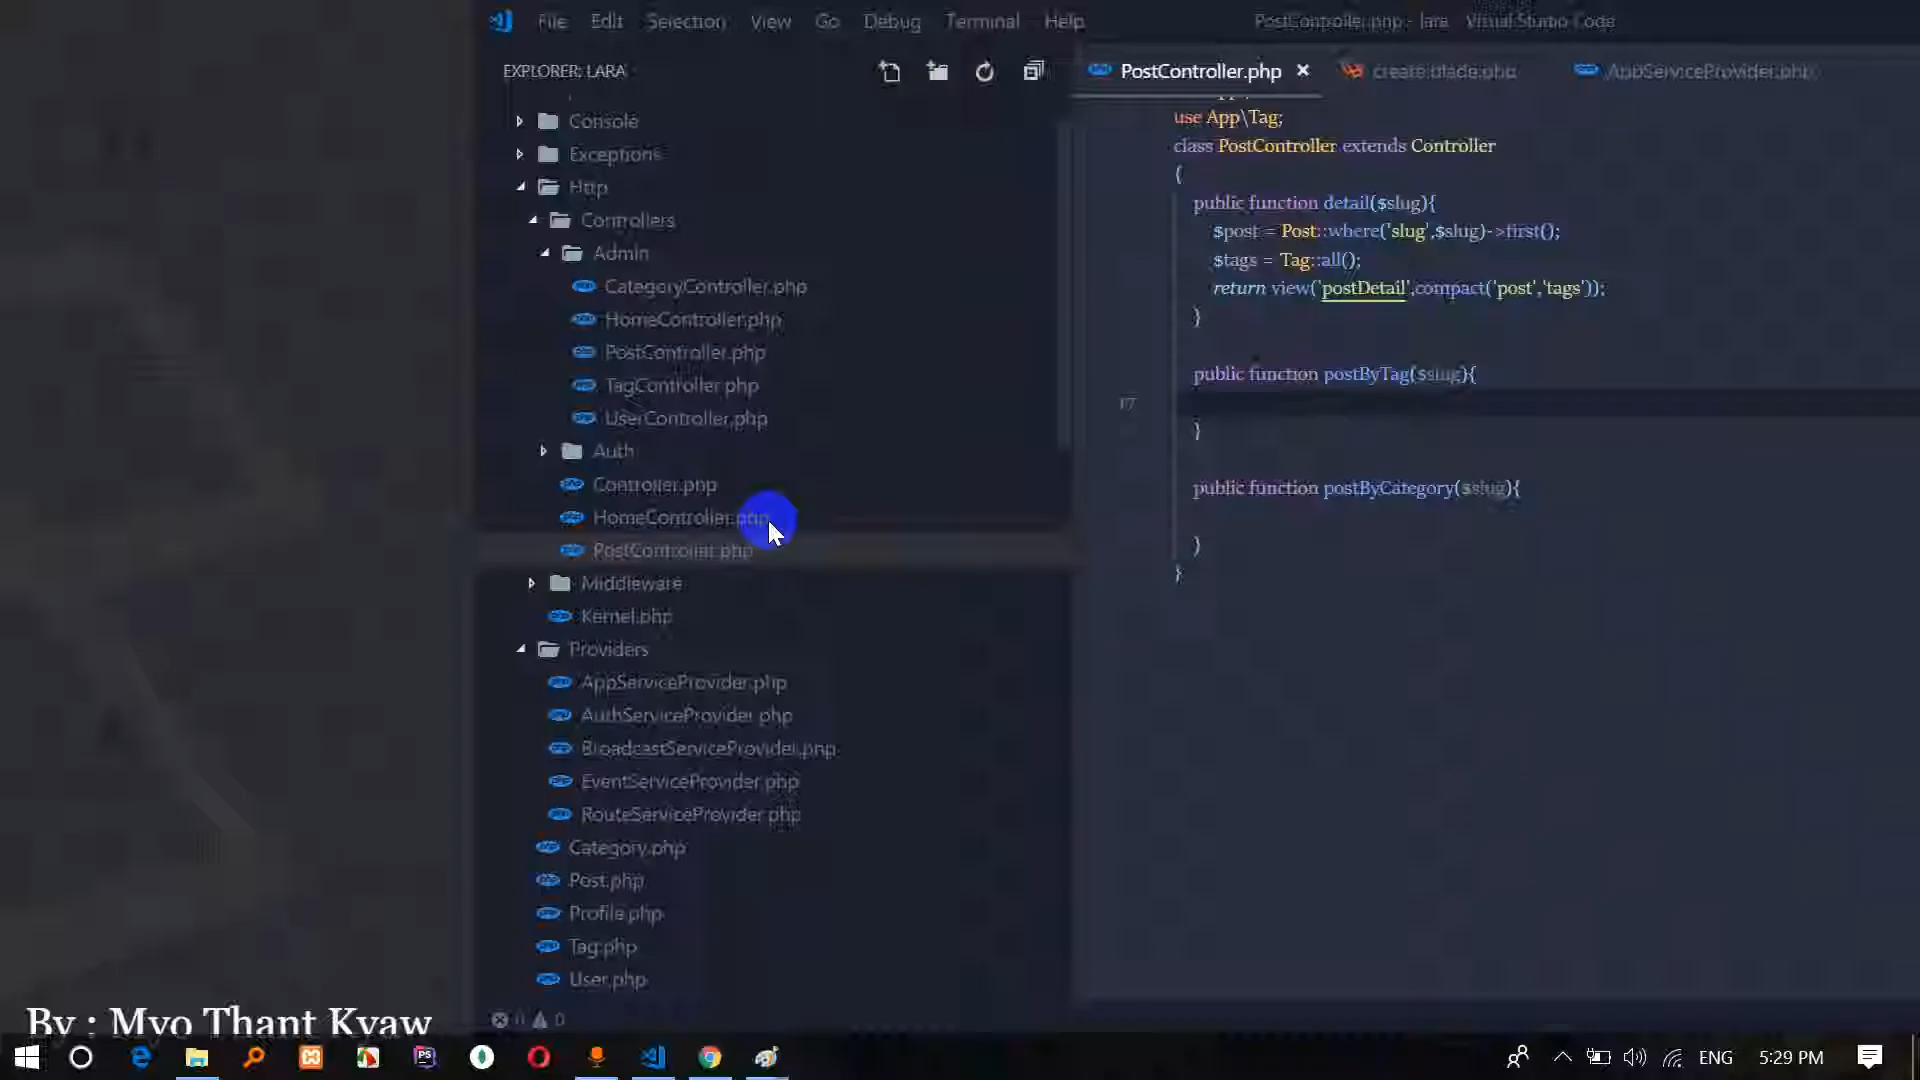 File Edit Selection View Go Debug Terminal Help
PostController.php - lara - Visual Studio Code
EXPLORER: LARA
PostController.php × create.blade.php AppServiceProvider.php
Console
Exceptions
Http
Controllers
Admin
CategoryController.php
HomeController.php
PostController.php
TagController.php
UserController.php
Auth
Controller.php
HomeController.php
PostController.php
Middleware
Kernel.php
Providers
AppServiceProvider.php
AuthServiceProvider.php
BroadcastServiceProvider.php
EventServiceProvider.php
RouteServiceProvider.php
Category.php
Post.php
Profile.php
Tag.php
User.php
0 0
use App\Tag;
class PostController extends Controller
{
public function detail($slug){
$post = Post::where('slug',$slug)->first();
$tags = Tag::all();
return view('postDetail',compact('post','tags'));
}
public function postByTag($slug){
17
}
public function postByCategory($slug){
}
}
By : Myo Thant Kyaw
ENG 5:29 PM